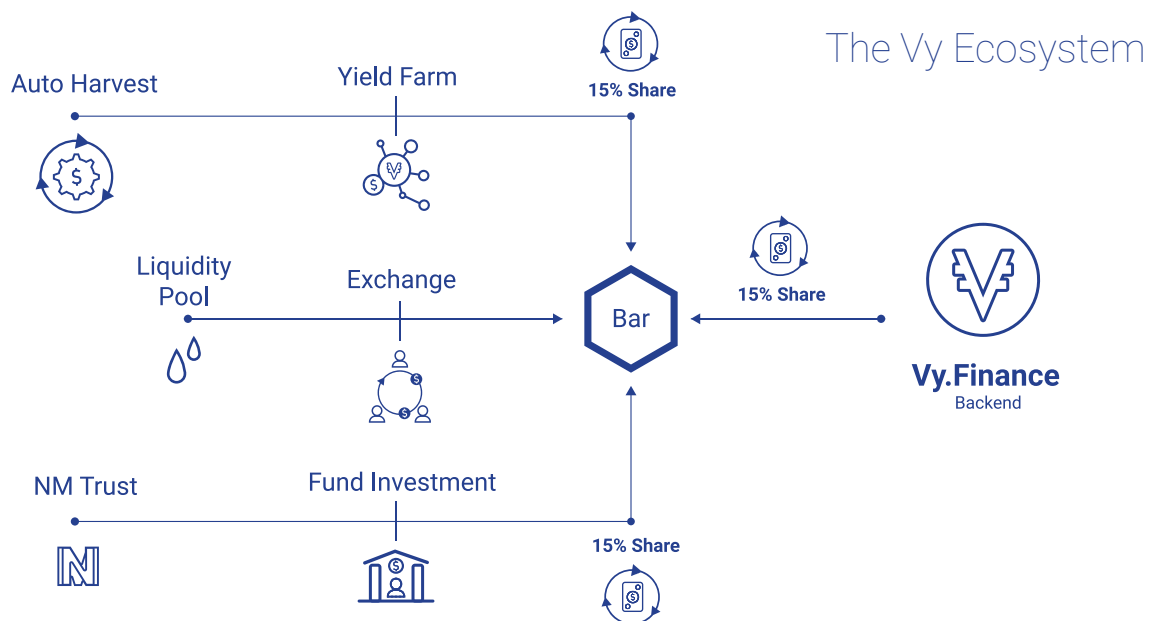 The Vy Ecosystem
Auto Harvest
Yield Farm
15% Share
Liquidity
Pool
Exchange
Bar
15% Share
Vy.Finance
Backend
NM Trust
Fund Investment
15% Share